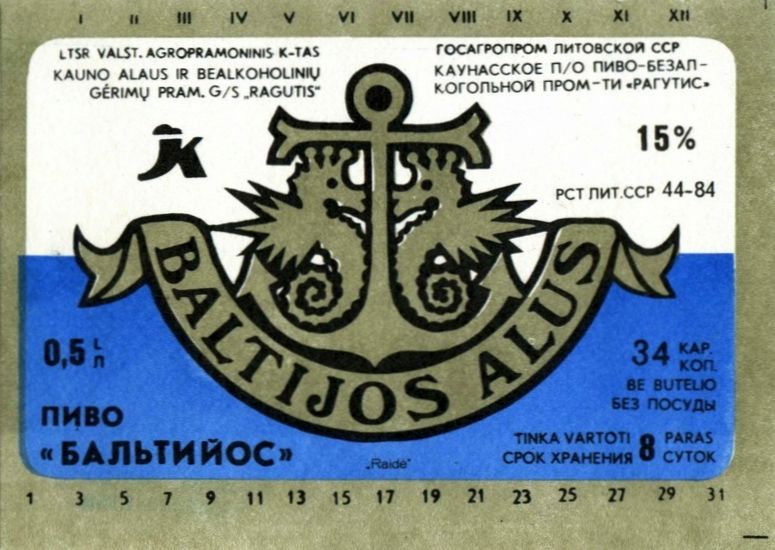 I II III IV V VI VII VIII IX X XI XII
LTSR VALST. AGROPRAMONINIS K-TAS
KAUNO ALAUS IR BEALKOHOLINIŲ
GĖRIMŲ PRAM. G/S „RAGUTIS"
ГОСАГРОПРОМ ЛИТОВСКОЙ ССР
КАУНАССКОЕ П/О ПИВО-БЕЗАЛ-
КОГОЛЬНОЙ ПРОМ-ТИ «РАГУТИС»
15%
РСТ ЛИТ.ССР 44-84
BALTIJOS ALUS
0,5 L
Л
ПИВО
«БАЛЬТИЙОС»
34 KAP.
КОП.
BE BUTELIO
БЕЗ ПОСУДЫ
TINKA VARTOTI 8 PARAS
СРОК ХРАНЕНИЯ СУТОК
„Raidė"
1 3 5 7 9 11 13 15 17 19 21 23 25 27 29 31